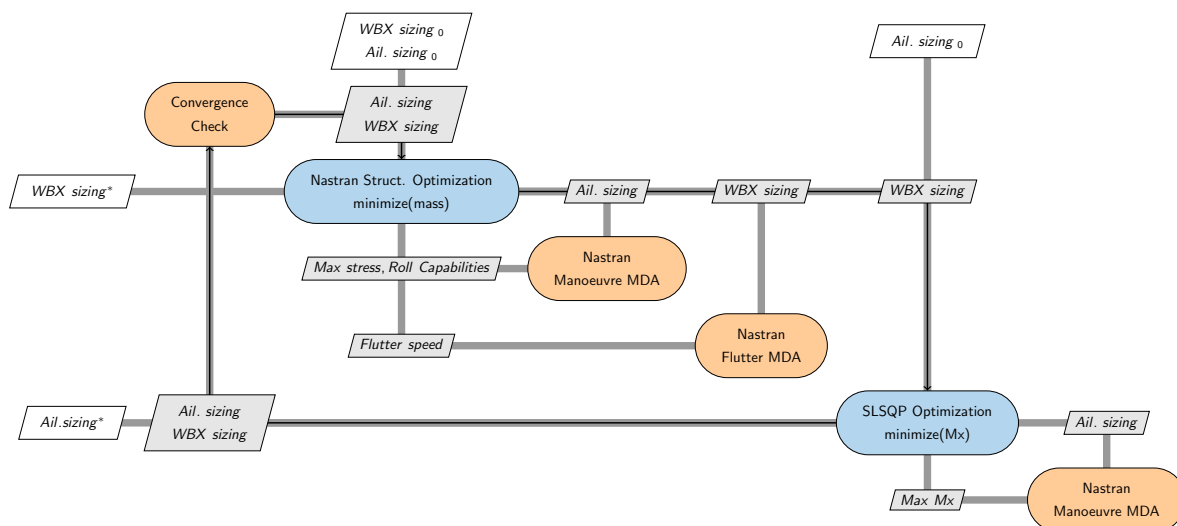 WBX sizing 0
Ail. sizing 0
Ail. sizing 0
Convergence
Check
Ail. sizing
WBX sizing
WBX sizing*
Nastran Struct. Optimization
minimize(mass)
Ail. sizing
WBX sizing
WBX sizing
Max stress, Roll Capabilities
Nastran
Manoeuvre MDA
Flutter speed
Nastran
Flutter MDA
Ail.sizing*
Ail. sizing
WBX sizing
SLSQP Optimization
minimize(Mx)
Ail. sizing
Max Mx
Nastran
Manoeuvre MDA